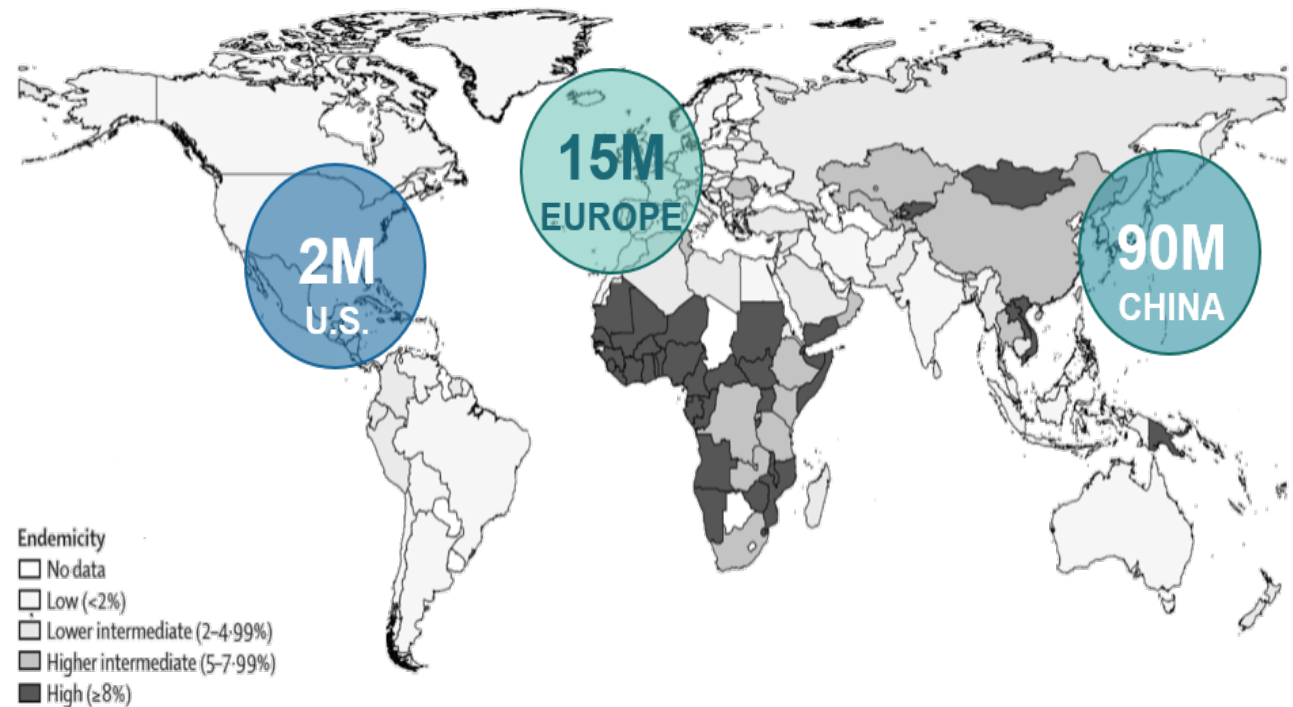 15M
EUROPE
2M
U.S.
90M
CHINA
Endemicity
No data
Low (<2%)
Lower intermediate (2–4·99%)
Higher intermediate (5–7·99%)
High (≥8%)